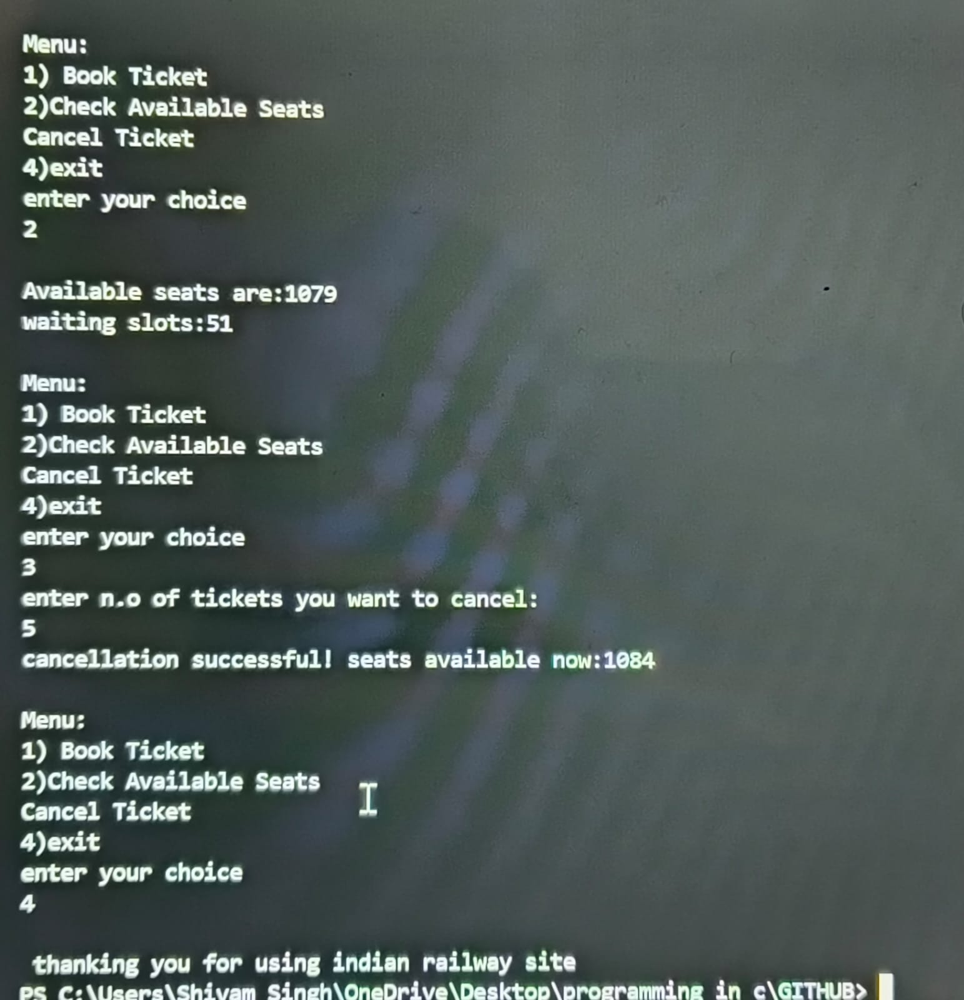 Menu:
1) Book Ticket
2)Check Available Seats
Cancel Ticket
4)exit
enter your choice
2
Available seats are:1079
waiting slots:51
Menu:
1) Book Ticket
2)Check Available Seats
Cancel Ticket
4)exit
enter your choice
3
enter n.o of tickets you want to cancel:
5
cancellation successful! seats available now:1084
Menu:
1) Book Ticket
2)Check Available Seats
Cancel Ticket
4)exit
enter your choice
4
thanking you for using indian railway site
PS C:\Users\Shivam Singh\OneDrive\Desktop\programming in c\GITHUB>